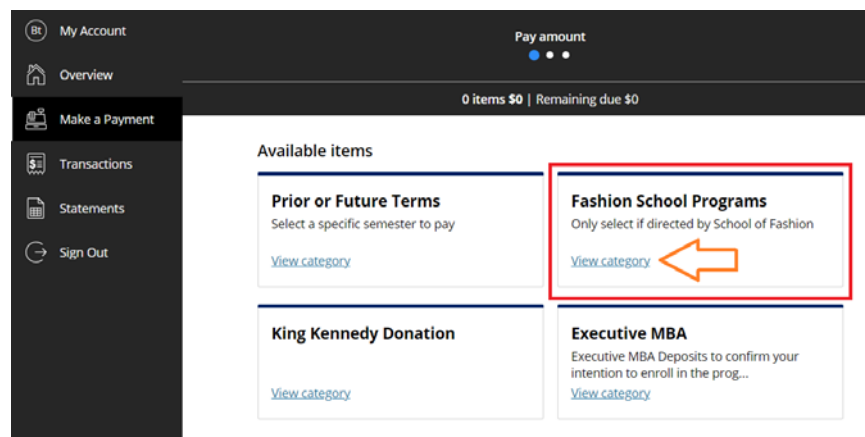 Bt My Account
Overview
Make a Payment
Transactions
Statements
Sign Out
Pay amount
0 items $0 | Remaining due $0
Available items
Prior or Future Terms
Select a specific semester to pay
View category
Fashion School Programs
Only select if directed by School of Fashion
View category
King Kennedy Donation
View category
Executive MBA
Executive MBA Deposits to confirm your
intention to enroll in the prog...
View category